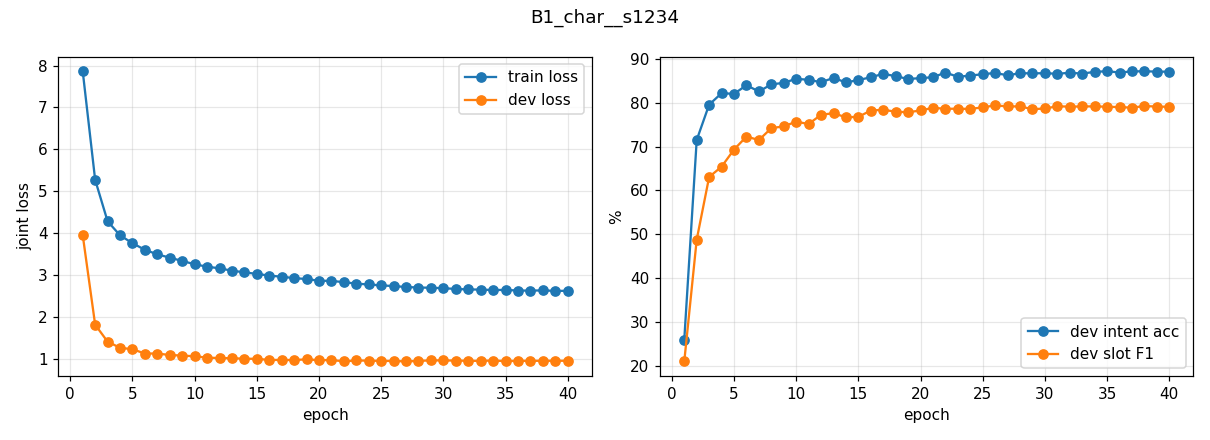 B1_char__s1234
joint loss
8
7
6
5
4
3
2
1
train loss
dev loss
0 5 10 15 20 25 30 35 40
epoch
%
90
80
70
60
50
40
30
20
dev intent acc
dev slot F1
0 5 10 15 20 25 30 35 40
epoch